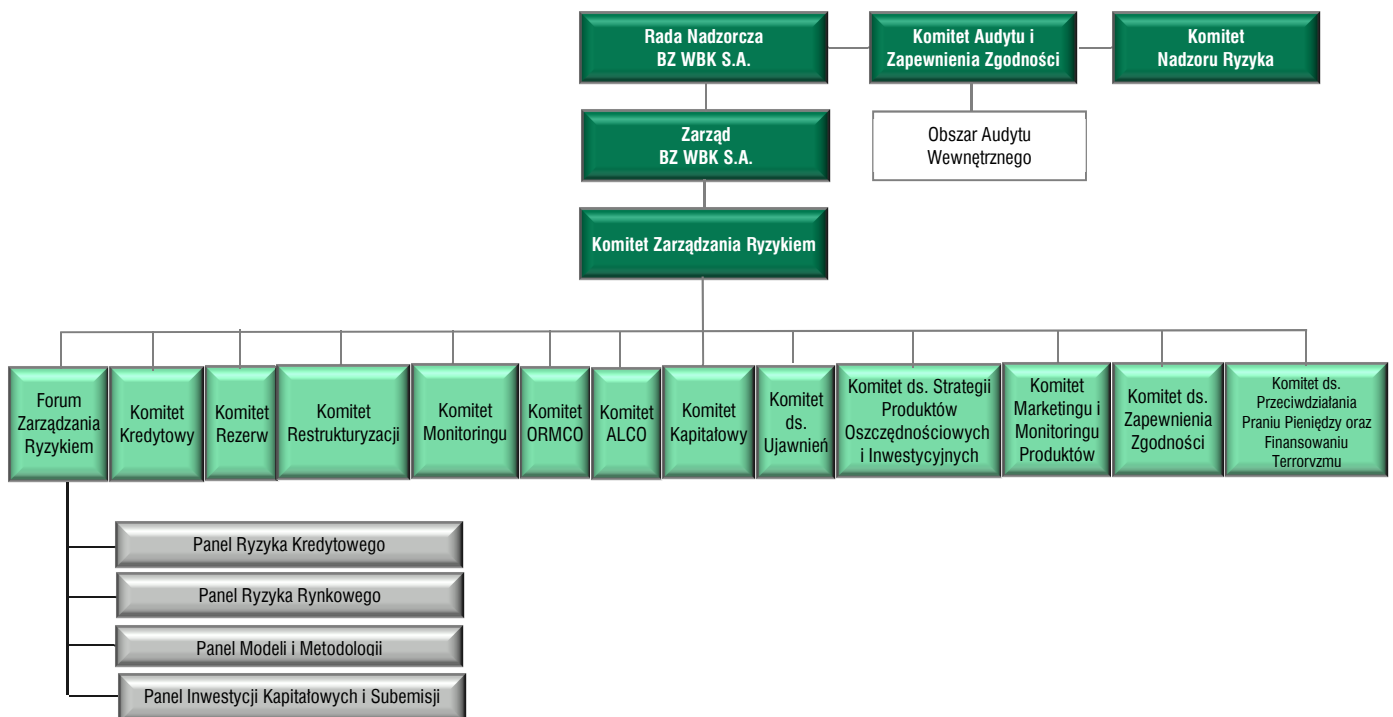 Rada Nadzorcza
BZ WBK S.A.
Komitet Audytu i
Zapewnienia Zgodności
Komitet
Nadzoru Ryzyka
Zarząd
BZ WBK S.A.
Obszar Audytu
Wewnętrznego
Komitet Zarządzania Ryzykiem
Forum
Zarządzania
Ryzykiem
Komitet
Kredytowy
Komitet
Rezerw
Komitet
Restrukturyzacji
Komitet
Monitoringu
Komitet
ORMCO
Komitet
ALCO
Komitet
Kapitałowy
Komitet
ds.
Ujawnień
Komitet ds. Strategii
Produktów
Oszczędnościowych
i Inwestycyjnych
Komitet
Marketingu i
Monitoringu
Produktów
Komitet ds.
Zapewnienia
Zgodności
Komitet ds.
Przeciwdziałania
Praniu Pieniędzy oraz
Finansowaniu
Terroryzmu
Panel Ryzyka Kredytowego
Panel Ryzyka Rynkowego
Panel Modeli i Metodologii
Panel Inwestycji Kapitałowych i Subemisji